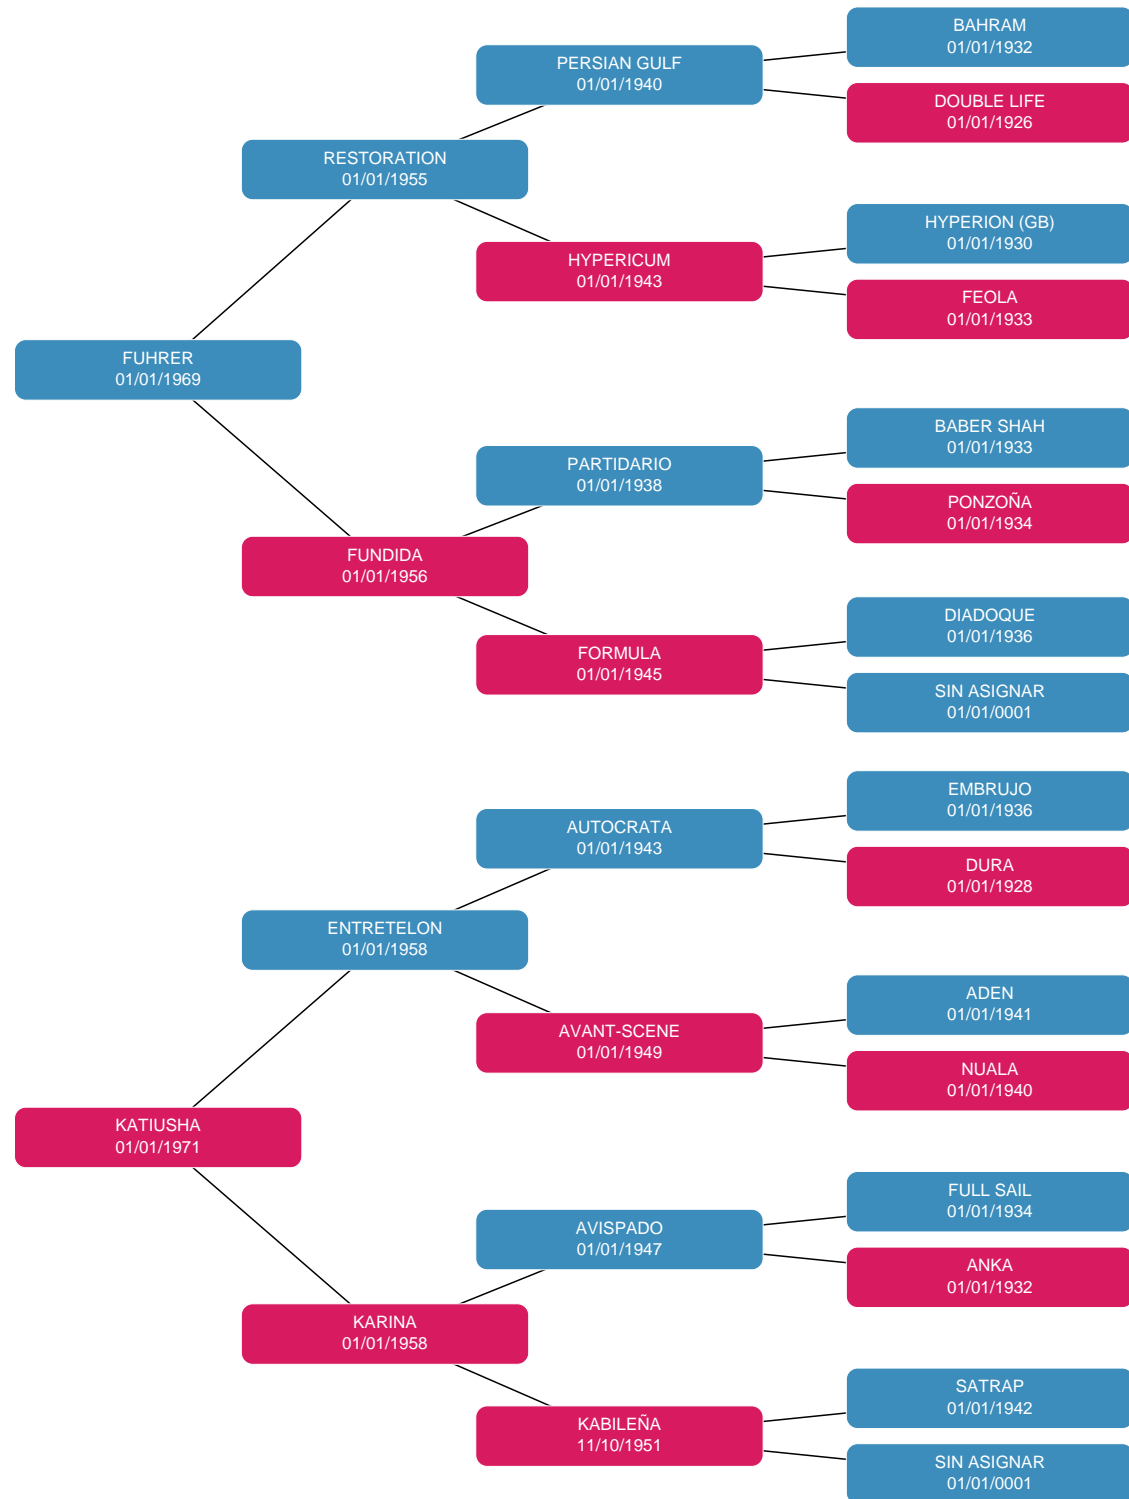 BAHRAM
01/01/1932
PERSIAN GULF
01/01/1940
DOUBLE LIFE
01/01/1926
RESTORATION
01/01/1955
HYPERION (GB)
01/01/1930
HYPERICUM
01/01/1943
FEOLA
01/01/1933
FUHRER
01/01/1969
BABER SHAH
01/01/1933
PARTIDARIO
01/01/1938
PONZOÑA
01/01/1934
FUNDIDA
01/01/1956
DIADOQUE
01/01/1936
FORMULA
01/01/1945
SIN ASIGNAR
01/01/0001
EMBRUJO
01/01/1936
AUTOCRATA
01/01/1943
DURA
01/01/1928
ENTRETELON
01/01/1958
ADEN
01/01/1941
AVANT-SCENE
01/01/1949
NUALA
01/01/1940
KATIUSHA
01/01/1971
FULL SAIL
01/01/1934
AVISPADO
01/01/1947
ANKA
01/01/1932
KARINA
01/01/1958
SATRAP
01/01/1942
KABILEÑA
11/10/1951
SIN ASIGNAR
01/01/0001